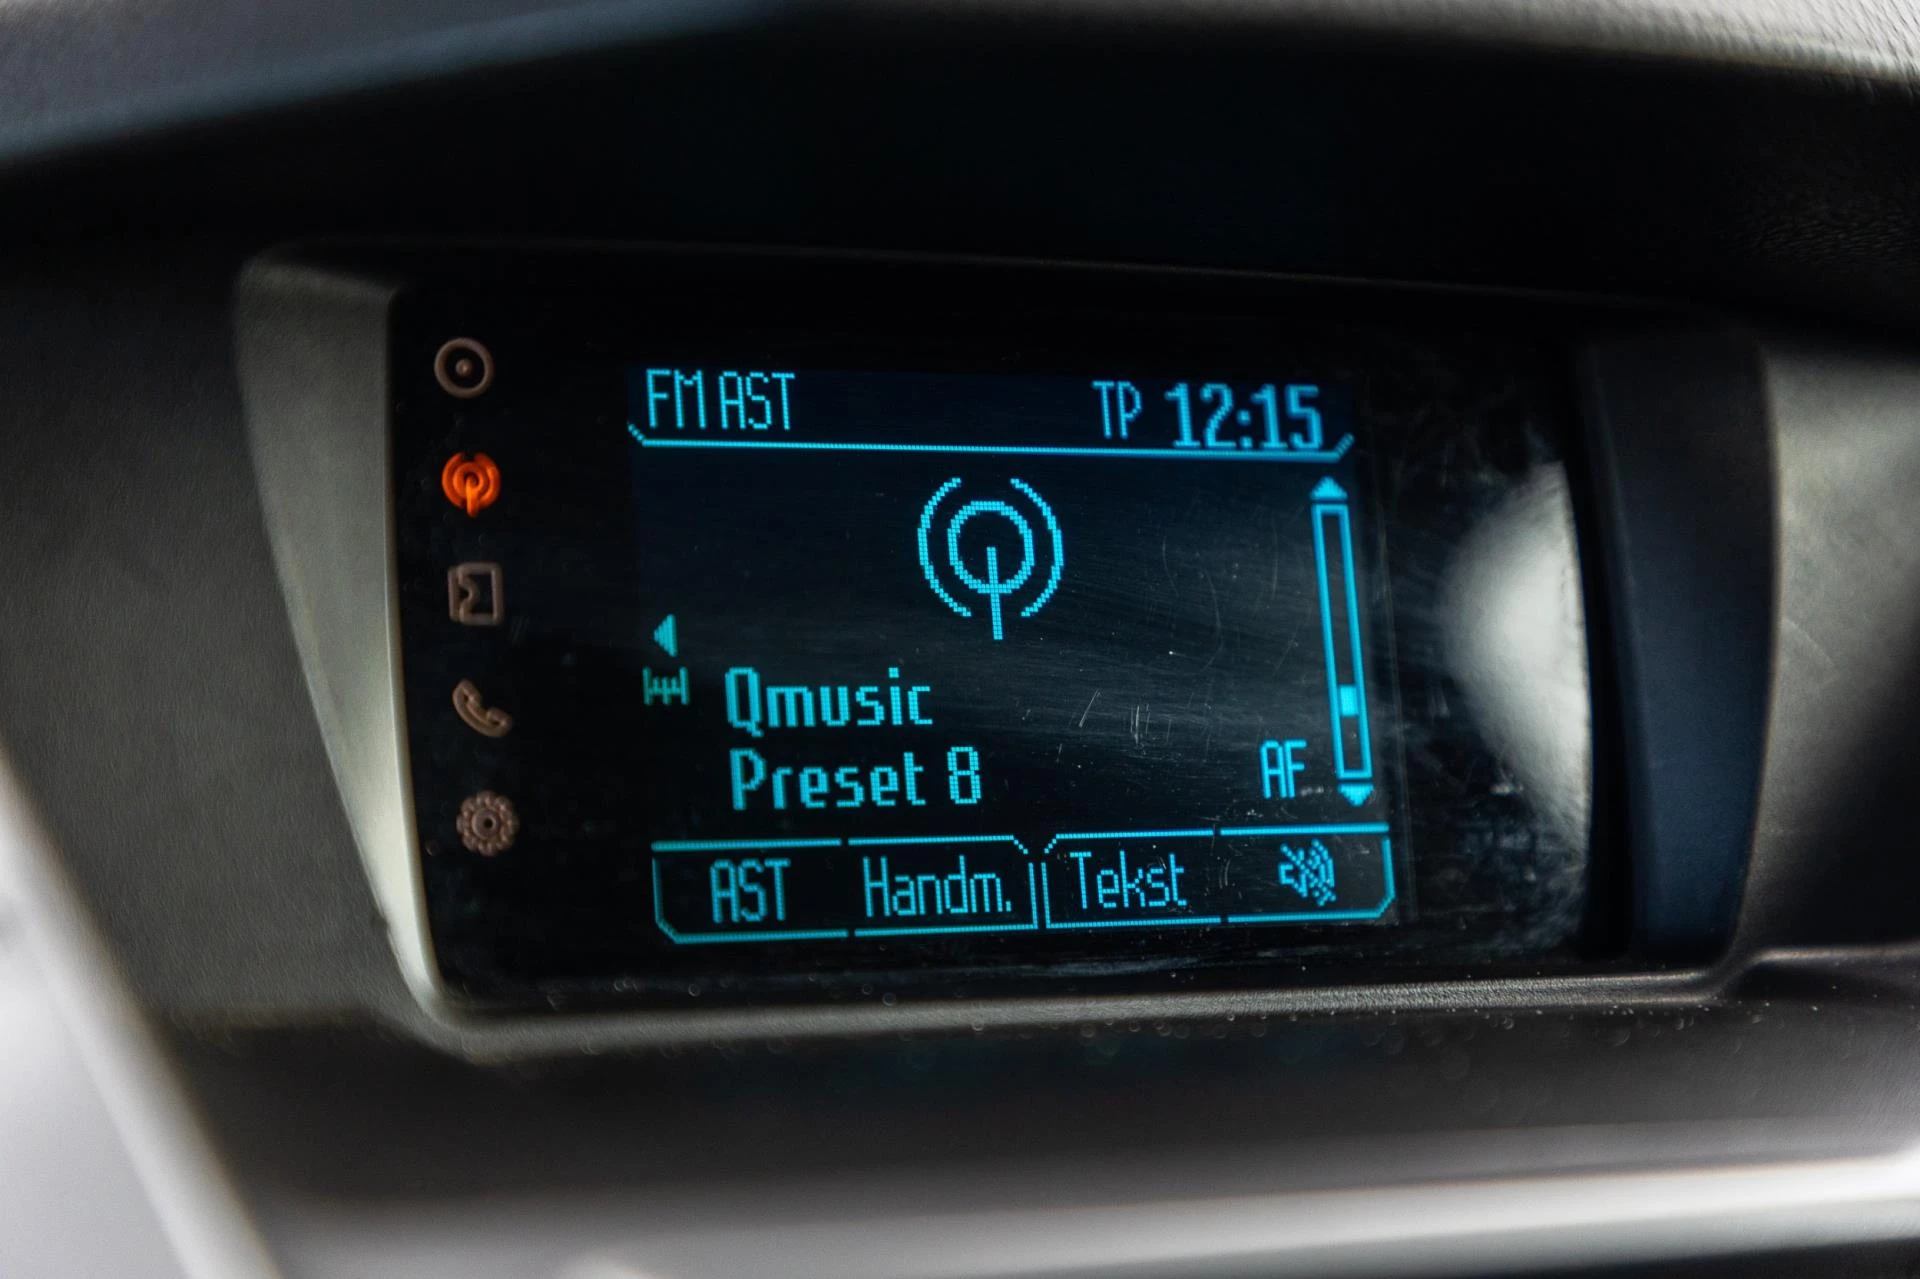 FM AST TP 12:15
Qmusic
Preset 8 AF
AST Handm. Tekst